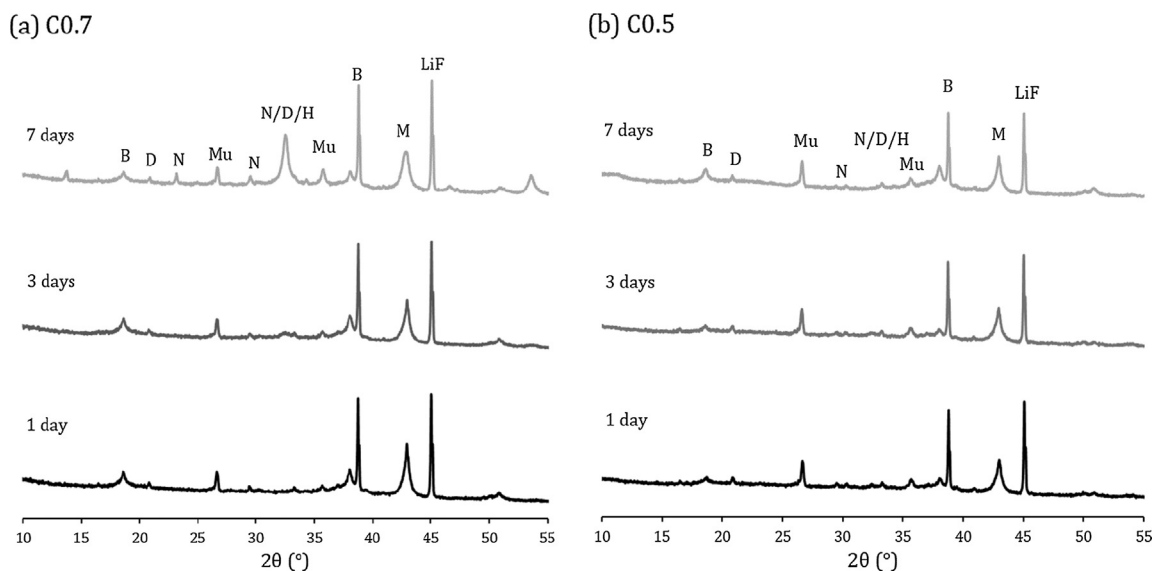 (a) C0.7
7 days
B
D
N
Mu
N
N/D/H
Mu
B
M
LiF
3 days
1 day
10 15 20 25 30 35 40 45 50 55
2θ (°)
(b) C0.5
7 days
B
D
Mu
N
N/D/H
Mu
B
M
LiF
3 days
1 day
10 15 20 25 30 35 40 45 50 55
2θ (°)